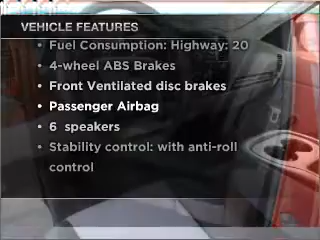 VEHICLE FEATURES
• Fuel Consumption: Highway: 20
• 4-wheel ABS Brakes
• Front Ventilated disc brakes
• Passenger Airbag
• 6 speakers
• Stability control: with anti-roll
control